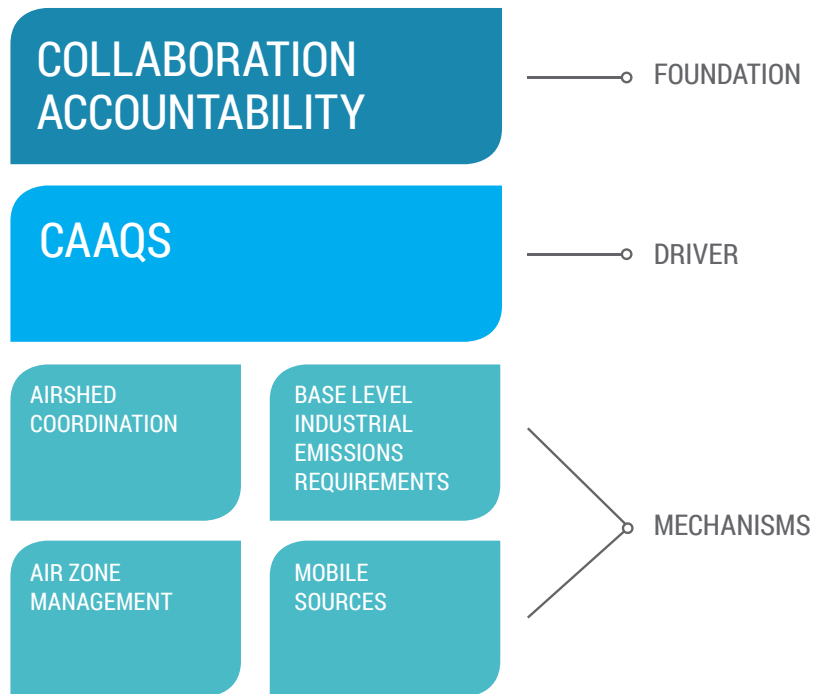 COLLABORATION
ACCOUNTABILITY
FOUNDATION
CAAQS
DRIVER
AIRSHED
COORDINATION
BASE LEVEL
INDUSTRIAL
EMISSIONS
REQUIREMENTS
AIR ZONE
MANAGEMENT
MOBILE
SOURCES
MECHANISMS